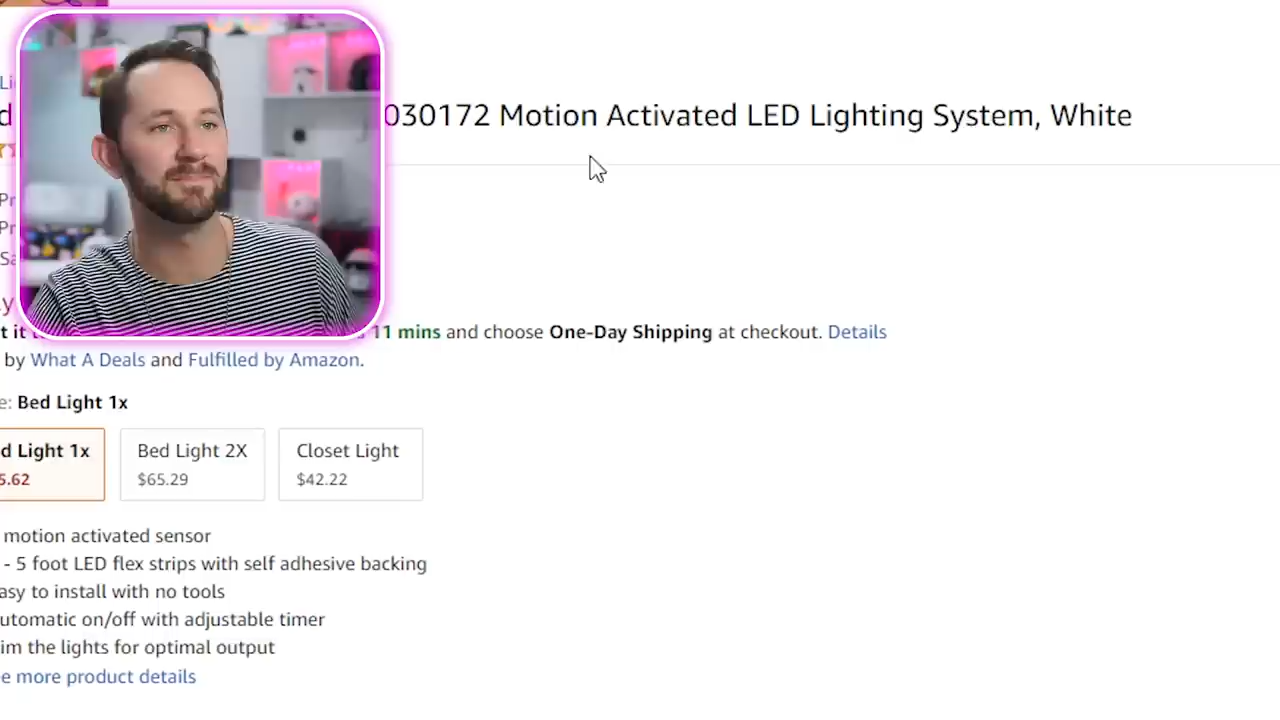 030172 Motion Activated LED Lighting System, White
11 mins and choose One-Day Shipping at checkout. Details
by What A Deals and Fulfilled by Amazon.
Bed Light 1x
Light 1x
Bed Light 2X
Closet Light
5.62
$65.29
$42.22
motion activated sensor
- 5 foot LED flex strips with self adhesive backing
asy to install with no tools
utomatic on/off with adjustable timer
im the lights for optimal output
e more product details